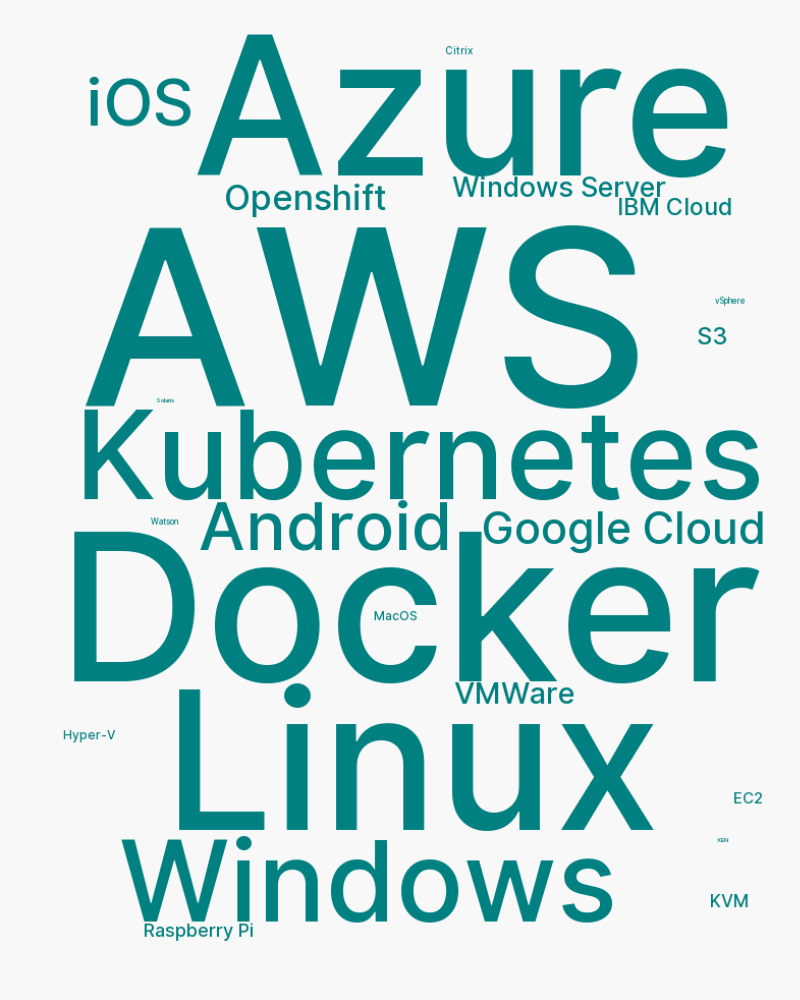 Citrix
iOS Azure
Openshift Windows Server
IBM Cloud
AWS
vSphere
S3
Solaris
Kubernetes
Watson Android Google Cloud
Docker
MacOS
VMWare
Linux
Hyper-V
EC2
XEN
Windows
KVM
Raspberry Pi